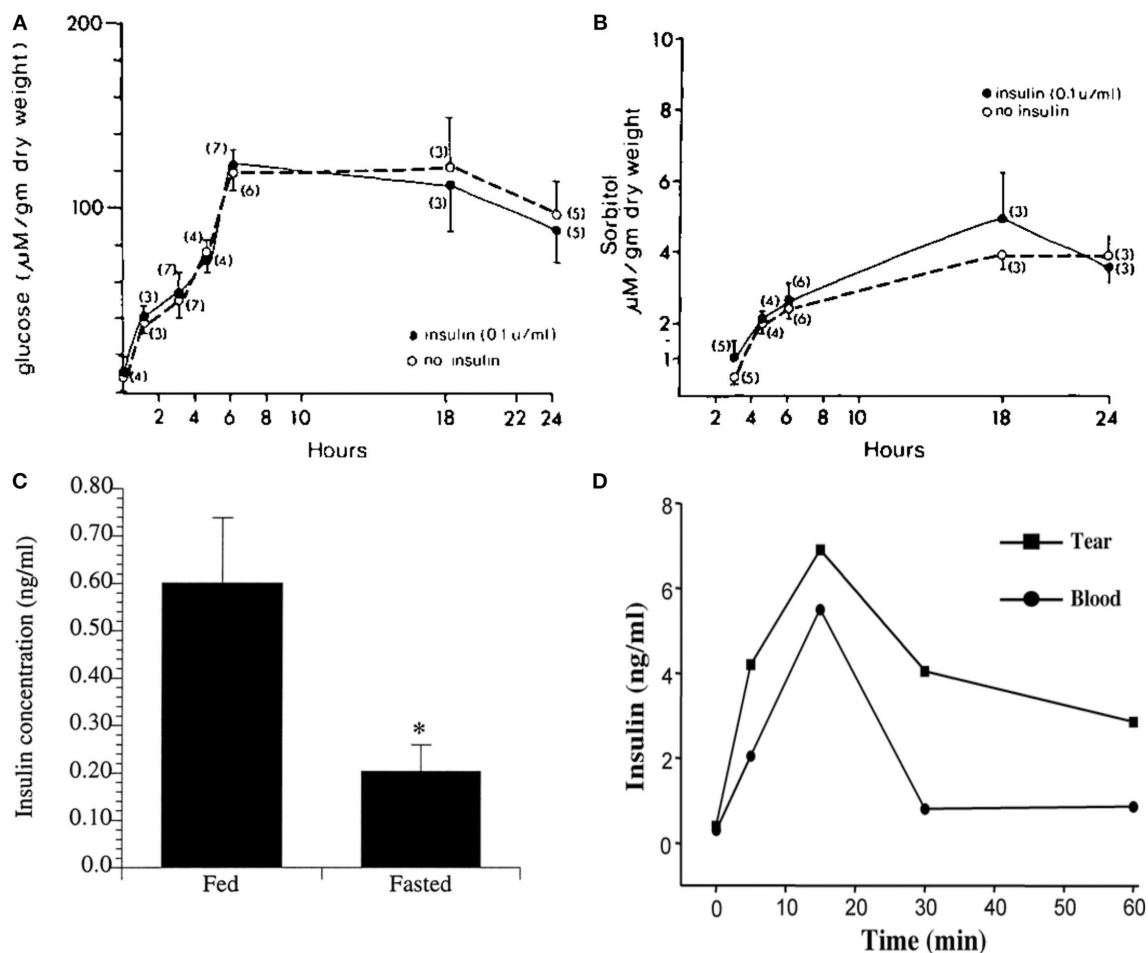 A
200
100
glucose (μM/gm dry weight)
(4)
(3)
(3)
(7)
(7)
(4)
(4)
(7)
(6)
(3)
(3)
(5)
(5)
insulin (0.1 u/ml)
no insulin
2 4 6 8 10 18 22 24
Hours
B
10
8
6
4
2
1
Sorbitol
μM/gm dry weight
insulin (0.1 u/ml)
no insulin
(5)
(5)
(4)
(4)
(6)
(6)
(3)
(3)
(3)
(3)
2 4 6 8 10 18 24
Hours
C
0.80
0.70
0.60
0.50
0.40
0.30
0.20
0.10
0.0
Insulin concentration (ng/ml)
*
Fed Fasted
D
8
6
4
2
0
Insulin (ng/ml)
Tear
Blood
0 10 20 30 40 50 60
Time (min)